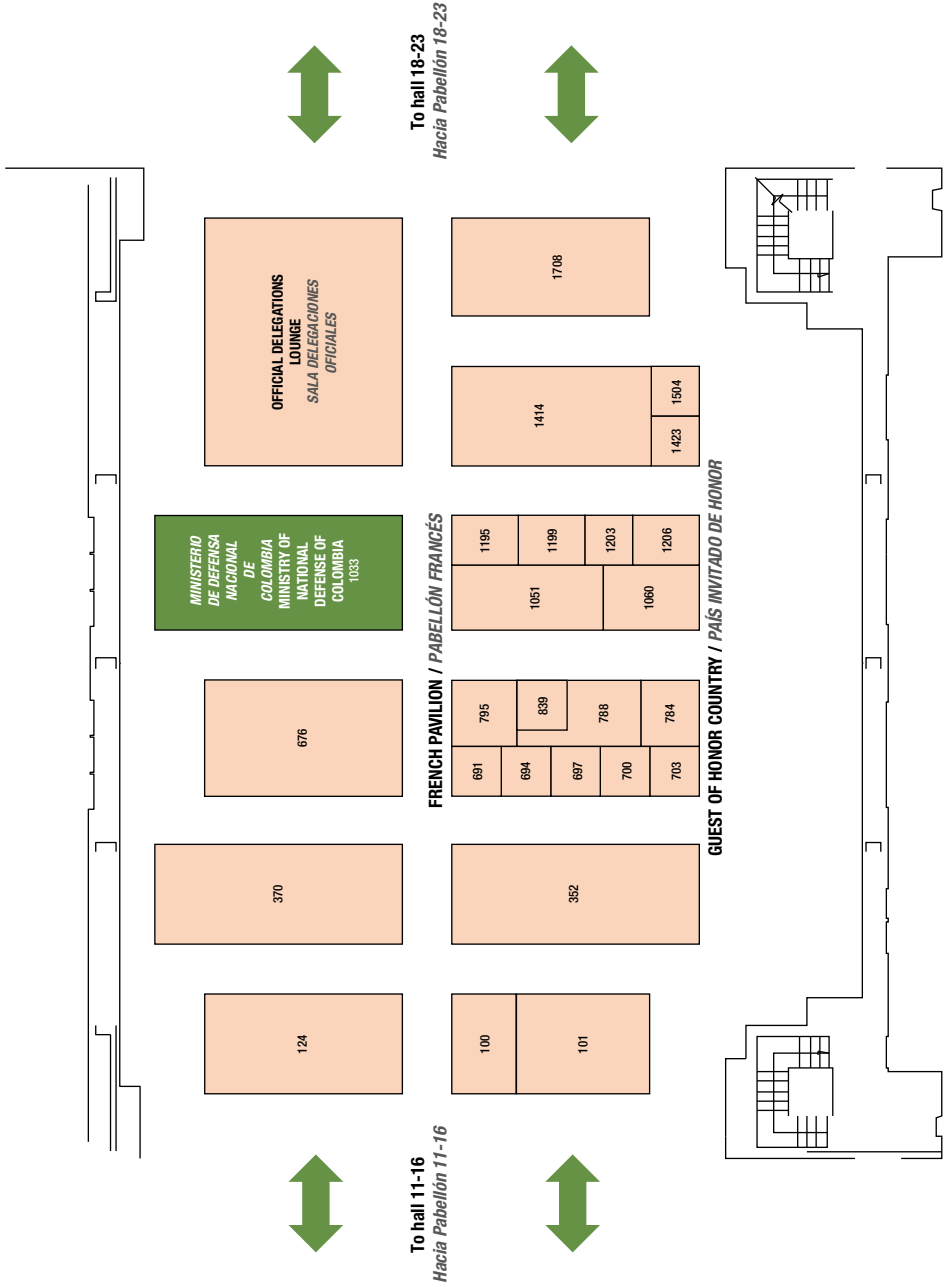 To hall 18-23
Hacia Pabellón 18-23
OFFICIAL DELEGATIONS
LOUNGE
SALA DELEGACIONES
OFICIALES
1708
1414
1423
1504
MINISTERIO
DE DEFENSA
NACIONAL
DE
COLOMBIA
MINISTRY OF
NATIONAL
DEFENSE OF
COLOMBIA
1033
1195
1199
1203
1206
1051
1060
FRENCH PAVILION / PABELLÓN FRANCÉS
GUEST OF HONOR COUNTRY / PAÍS INVITADO DE HONOR
676
795
839
788
784
691
694
697
700
703
370
352
124
100
101
To hall 11-16
Hacia Pabellón 11-16